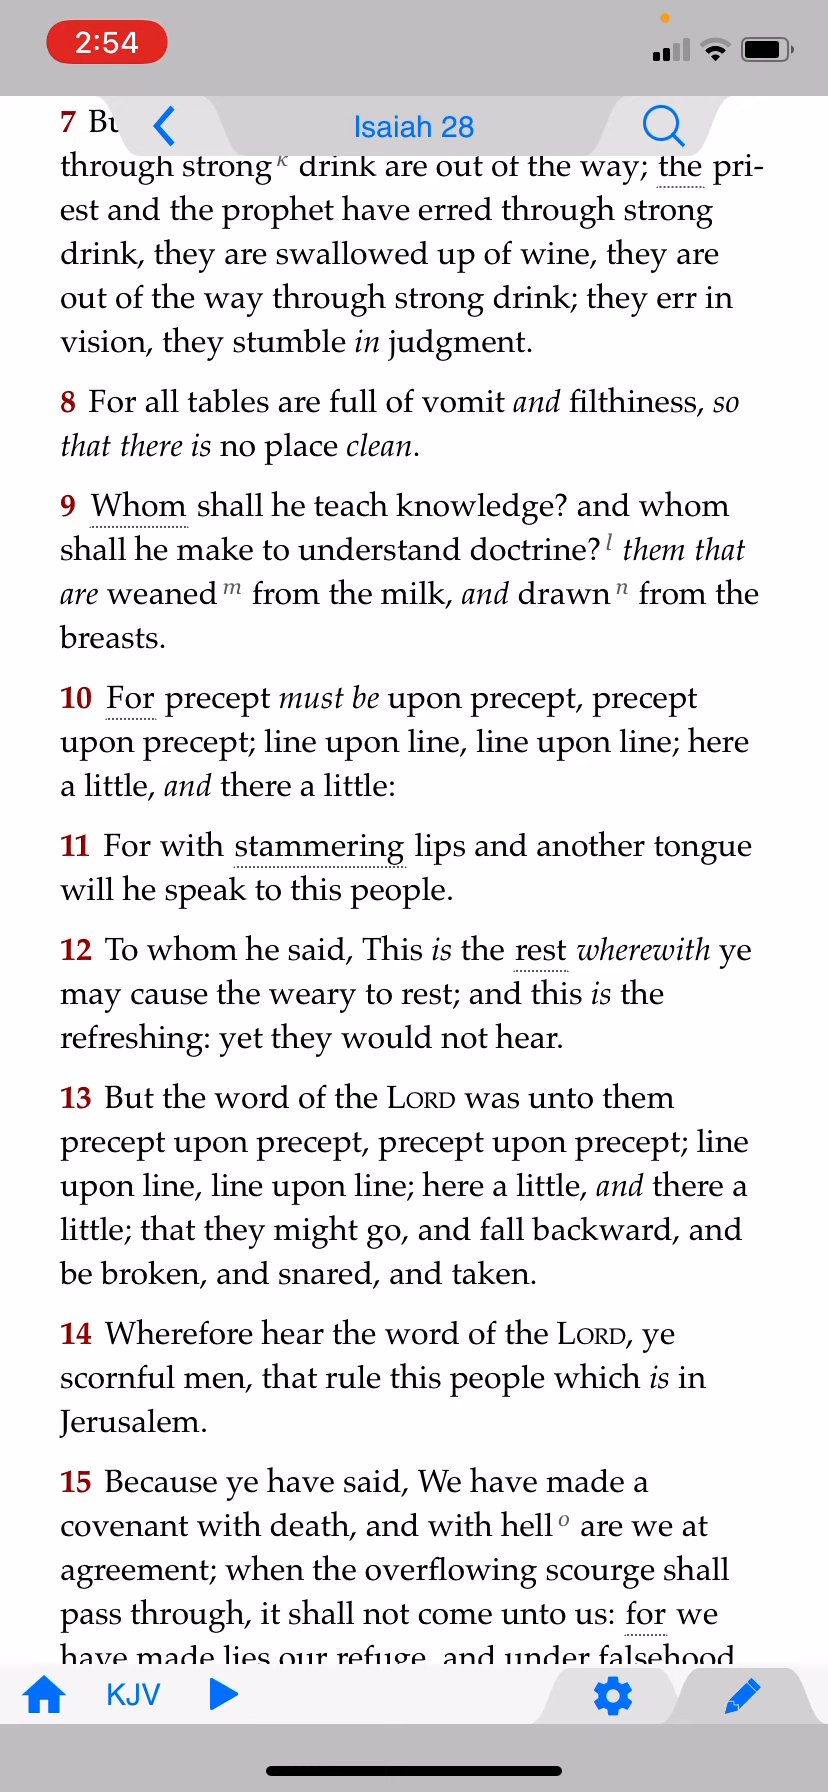 2:54
Isaiah 28
7 Bu
through strong k drink are out of the way; the pri-
est and the prophet have erred through strong
drink, they are swallowed up of wine, they are
out of the way through strong drink; they err in
vision, they stumble in judgment.
8 For all tables are full of vomit and filthiness, so
that there is no place clean.
9 Whom shall he teach knowledge? and whom
shall he make to understand doctrine? l them that
are weaned m from the milk, and drawn n from the
breasts.
10 For precept must be upon precept, precept
upon precept; line upon line, line upon line; here
a little, and there a little:
11 For with stammering lips and another tongue
will he speak to this people.
12 To whom he said, This is the rest wherewith ye
may cause the weary to rest; and this is the
refreshing: yet they would not hear.
13 But the word of the LORD was unto them
precept upon precept, precept upon precept; line
upon line, line upon line; here a little, and there a
little; that they might go, and fall backward, and
be broken, and snared, and taken.
14 Wherefore hear the word of the LORD, ye
scornful men, that rule this people which is in
Jerusalem.
15 Because ye have said, We have made a
covenant with death, and with hell o are we at
agreement; when the overflowing scourge shall
pass through, it shall not come unto us: for we
have made lies our refuge, and under falsehood
KJV